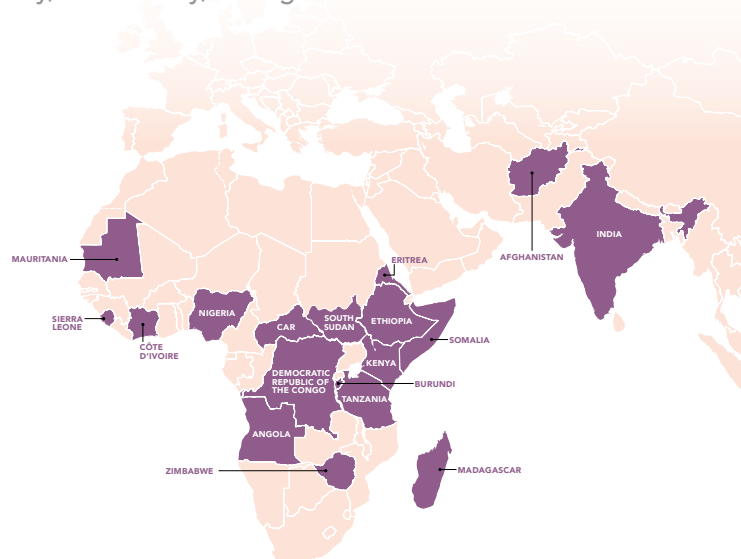 MAURITANIA
SIERRA
LEONE
CÔTE
D'IVOIRE
NIGERIA
CAR
SOUTH
SUDAN
ERITREA
ETHIOPIA
SOMALIA
KENYA
DEMOCRATIC
REPUBLIC OF
THE CONGO
BURUNDI
TANZANIA
ANGOLA
ZIMBABWE
MADAGASCAR
AFGHANISTAN
INDIA